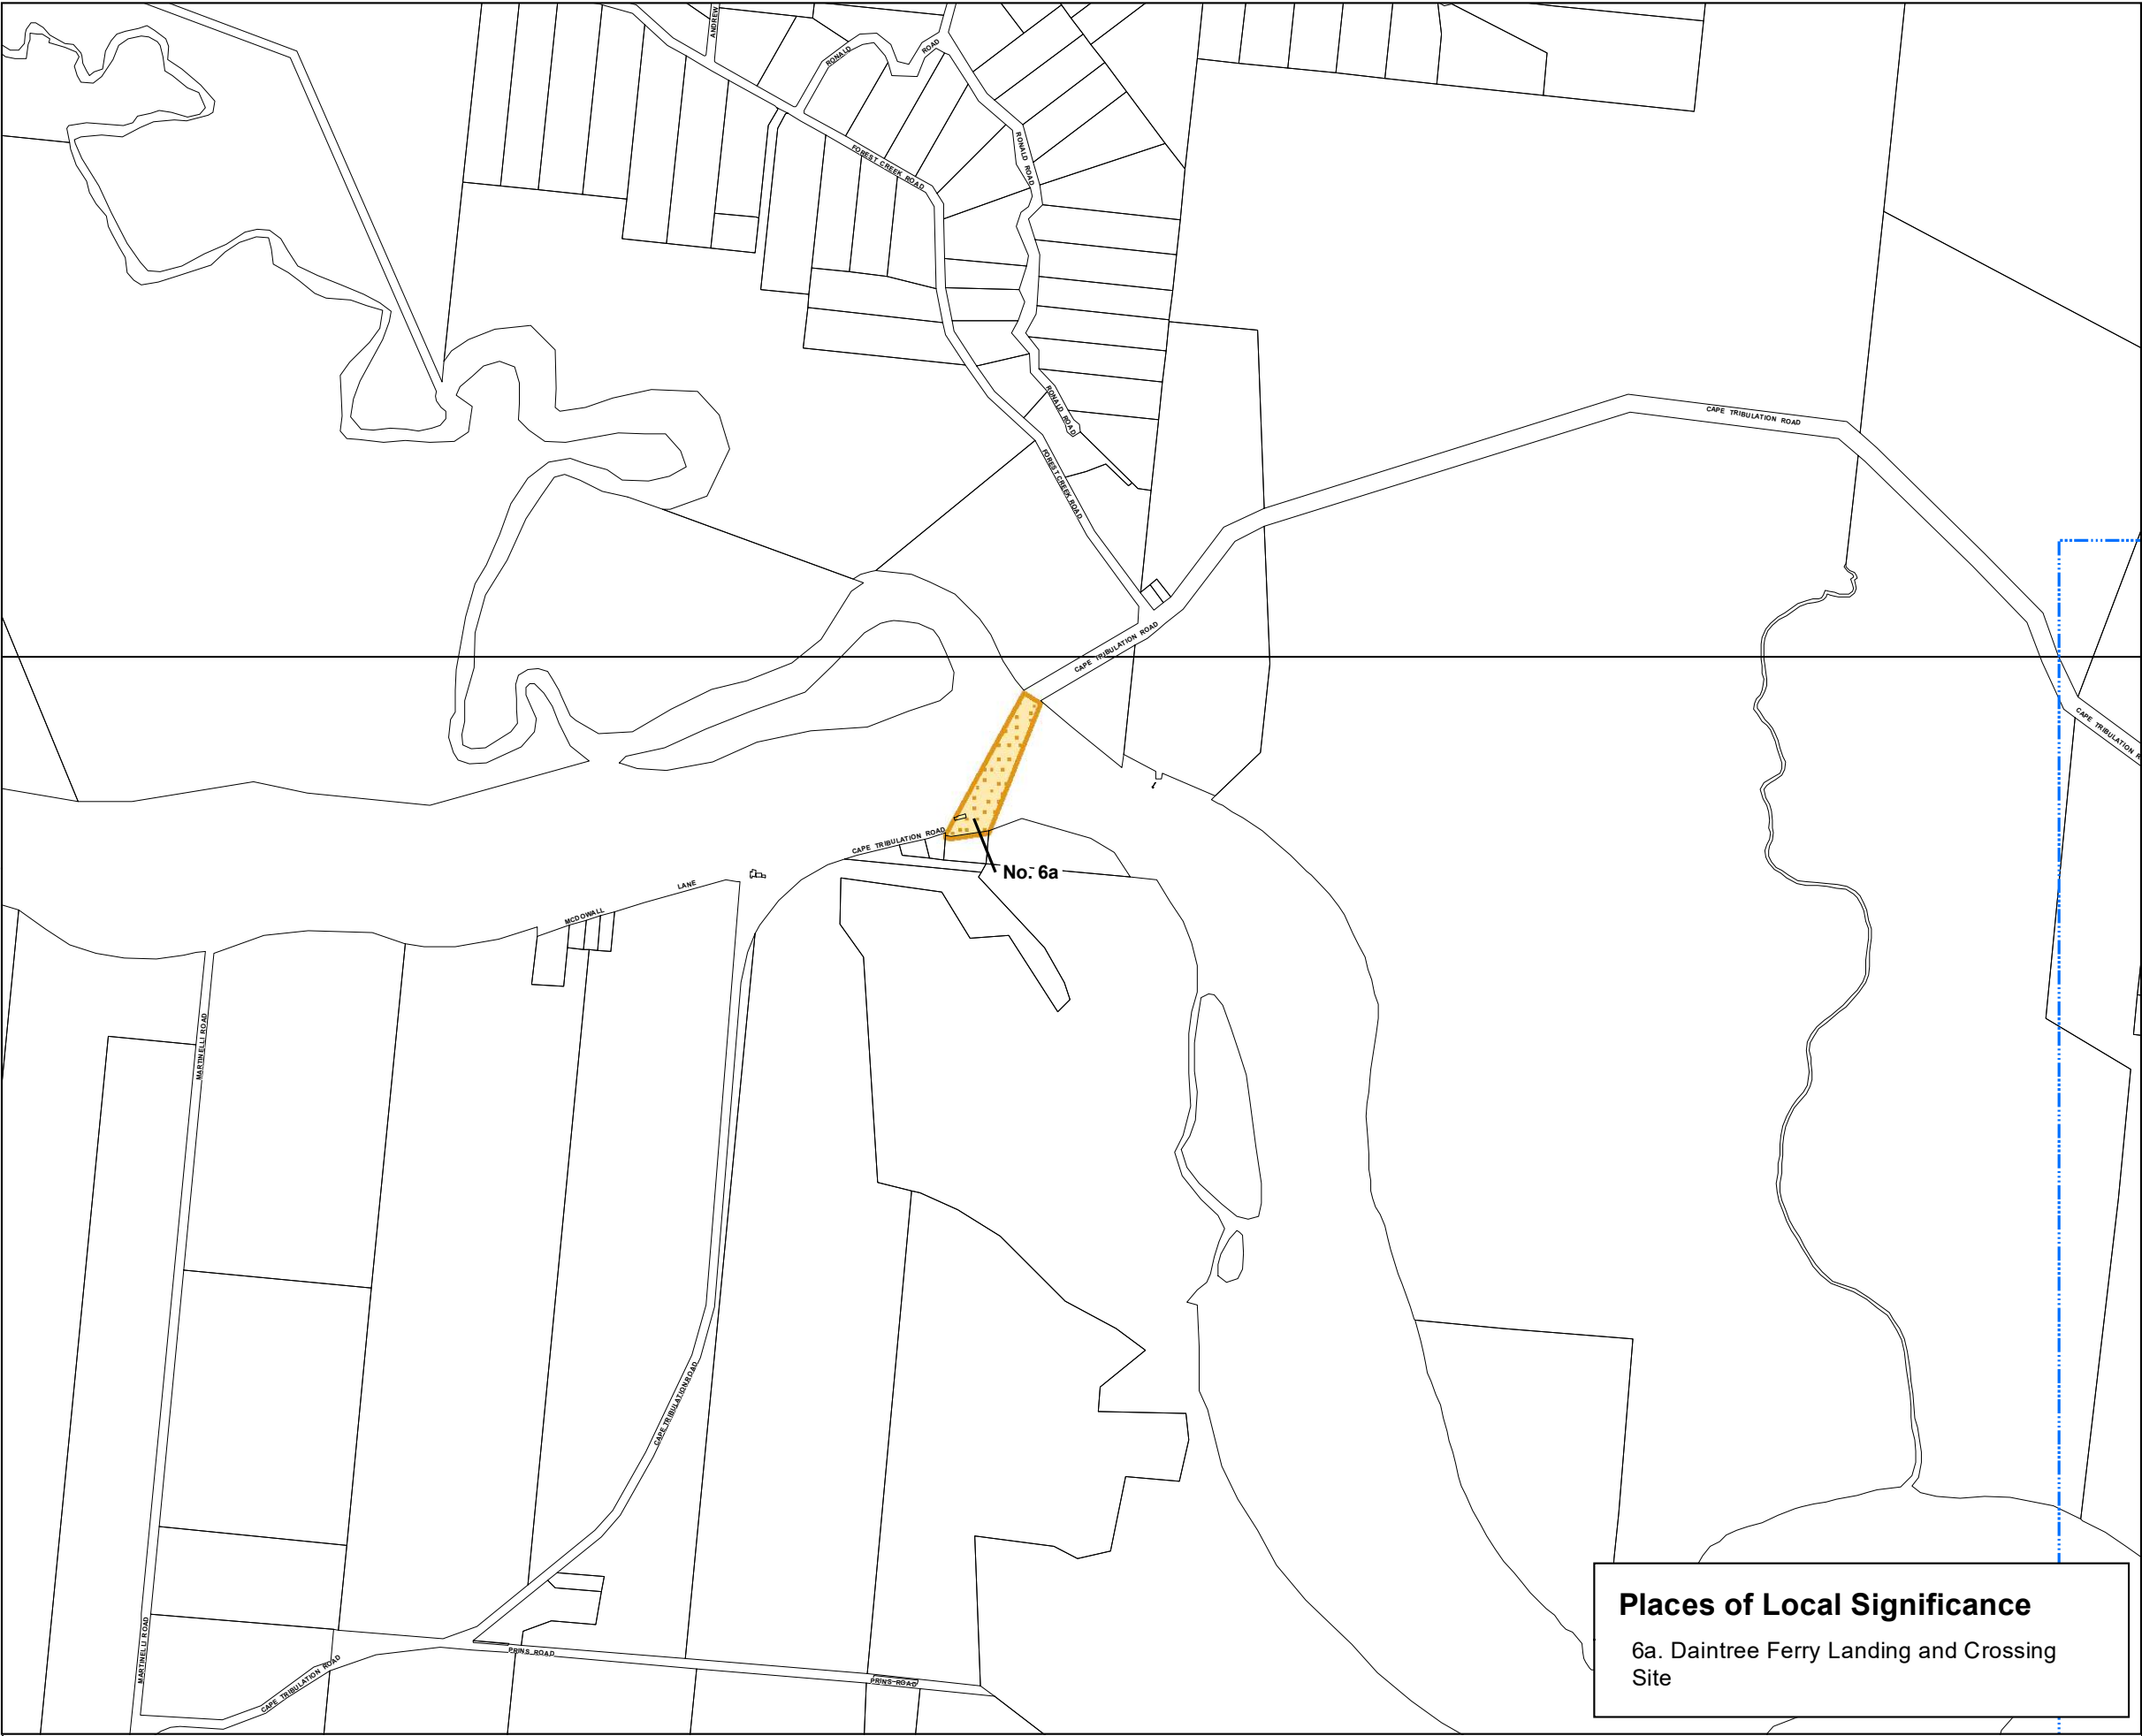 ANDREW
RONALD
ROAD
RONALD ROAD
FOREST CREEK ROAD
RONALD ROAD
CAPE TRIBULATION ROAD
FOREST CREEK ROAD
CAPE TRIBULATION ROAD
CAPE TRIBULATION R
CAPE TRIBULATION ROAD
No. 6a
LANE
MCDOWALL
MARTINELLI ROAD
CAPE TRIBULATION ROAD
MARTINELLI ROAD
PRINS ROAD
CAPE TRIBULATION ROAD
PRINS ROAD
Places of Local Significance
6a. Daintree Ferry Landing and Crossing
Site